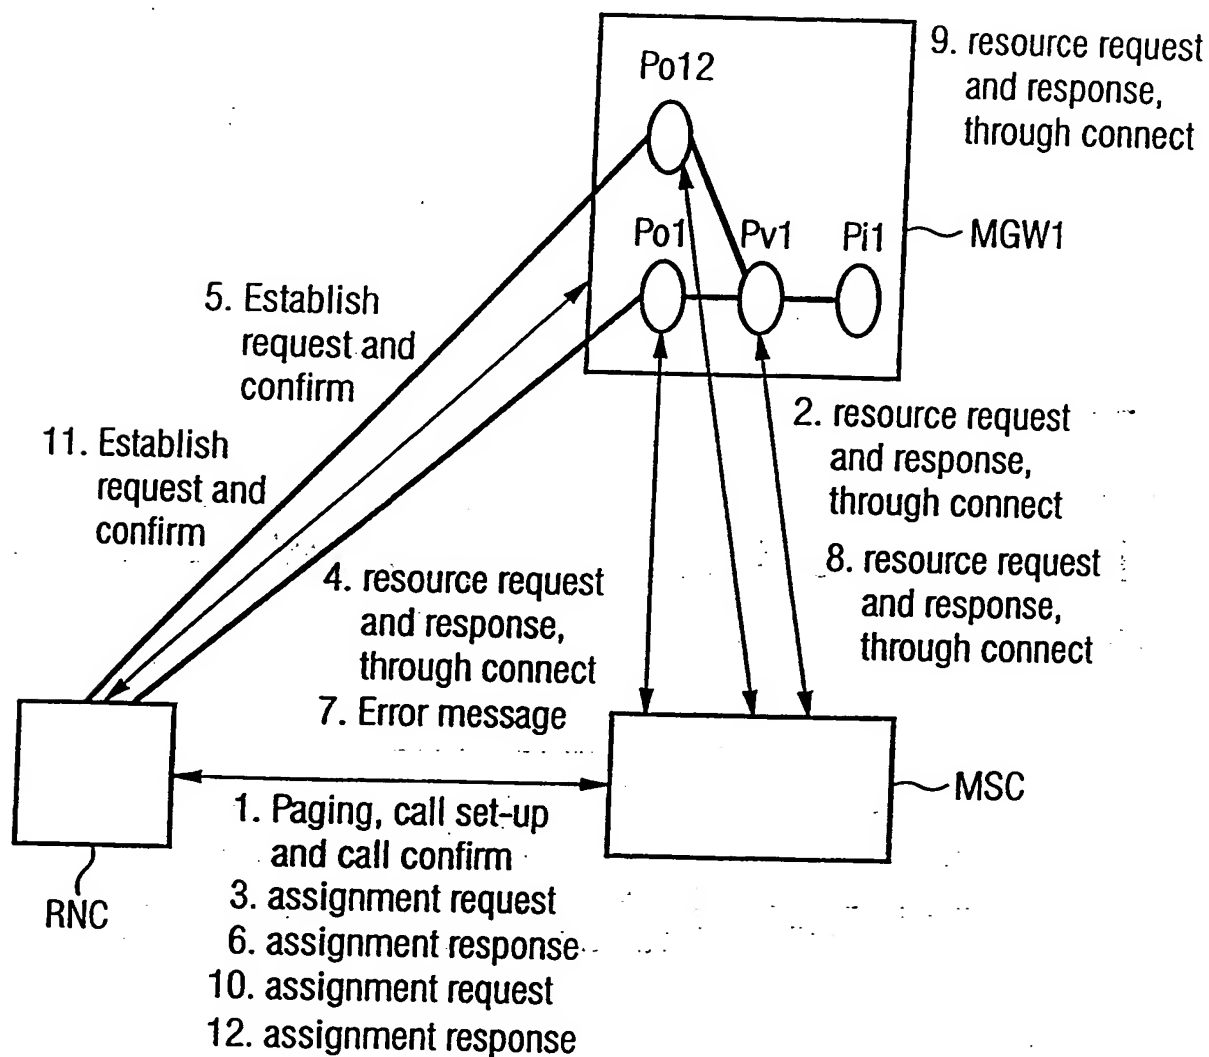 Po12
9. resource request
and response,
through connect
Po1
Pv1
Pi1
MGW1
5. Establish
request and
confirm
11. Establish
request and
confirm
2. resource request
and response,
through connect
8. resource request
and response,
through connect
4. resource request
and response,
through connect
7. Error message
MSC
RNC
1. Paging, call set-up
and call confirm
3. assignment request
6. assignment response
10. assignment request
12. assignment response